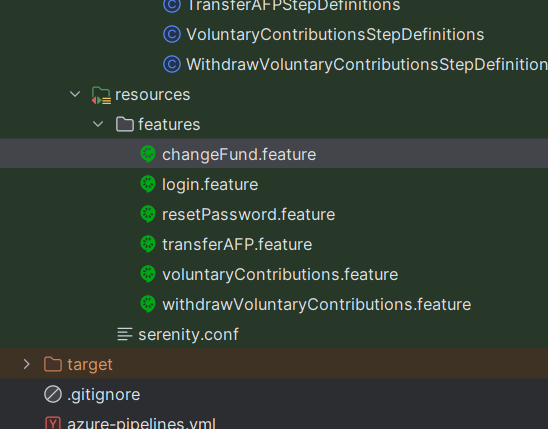 TransferAFPStepDefinitions
VoluntaryContributionsStepDefinitions
WithdrawVoluntaryContributionsStepDefinition
resources
features
changeFund.feature
login.feature
resetPassword.feature
transferAFP.feature
voluntaryContributions.feature
withdrawVoluntaryContributions.feature
serenity.conf
target
.gitignore
azure-pipelines.yml